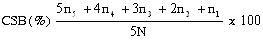 CSB (%) 5n₅ + 4n₄ + 3n₃ + 2n₂ + n₁ / 5N x 100